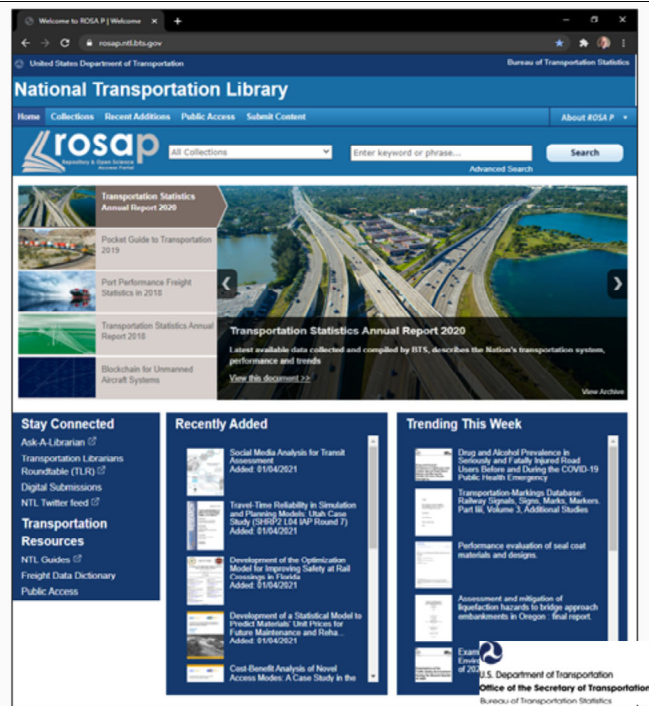 Welcome to ROSA P | Welcome
rosap.ntl.bts.gov
United States Department of Transportation
Bureau of Transportation Statistics
National Transportation Library
Home Collections Recent Additions Public Access Submit Content About ROSA P
rosap
Repository & Open Science
Access Portal
All Collections
Enter keyword or phrase...
Search
Advanced Search
Transportation Statistics
Annual Report 2020
Pocket Guide to Transportation
2019
Port Performance Freight
Statistics in 2018
Transportation Statistics Annual
Report 2018
Blockchain for Unmanned
Aircraft Systems
Transportation Statistics Annual Report 2020
Latest available data collected and compiled by BTS, describes the Nation's transportation system,
performance and trends
View this document >>
View Archive
Stay Connected
Ask-A-Librarian
Transportation Librarians
Roundtable (TLR)
Digital Submissions
NTL Twitter feed
Transportation
Resources
NTL Guides
Freight Data Dictionary
Public Access
Recently Added
Social Media Analysis for Transit
Assessment
Added: 01/04/2021
Travel-Time Reliability in Simulation
and Planning Models: Utah Case
Study (SHRP2 L04 IAP Round 7)
Added: 01/04/2021
Development of the Optimization
Model for Improving Safety at Rail
Crossings in Florida
Added: 01/04/2021
Development of a Statistical Model to
Predict Materials' Unit Prices for
Future Maintenance and Reha...
Added: 01/04/2021
Cost-Benefit Analysis of Novel
Access Modes: A Case Study in the
Trending This Week
Drug and Alcohol Prevalence in
Seriously and Fatally Injured Road
Users Before and During the COVID-19
Public Health Emergency
Transportation-Markings Database:
Railway Signals, Signs, Marks, Markers.
Part Iii, Volume 3, Additional Studies
Performance evaluation of seal coat
materials and designs.
Assessment and mitigation of
liquefaction hazards to bridge approach
embankments in Oregon : final report.
Exam
Enviro
of 202
U.S. Department of Transportation
Office of the Secretary of Transportation
Bureau of Transportation Statistics